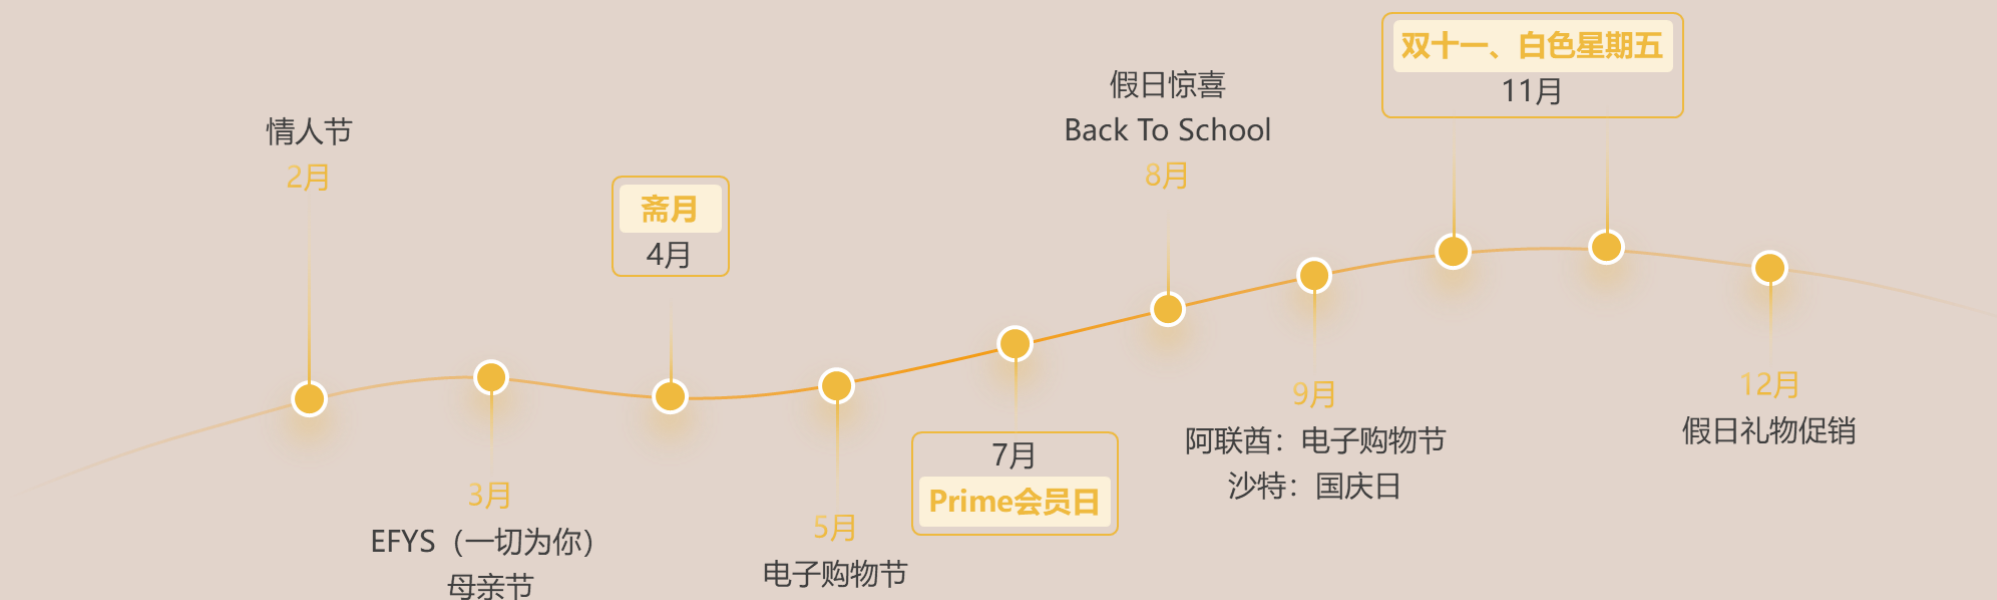 情人节
2月
3月
EFYS（一切为你）
母亲节
斋月
4月
5月
电子购物节
7月
Prime会员日
假日惊喜
Back To School
8月
9月
阿联酋：电子购物节
沙特：国庆日
双十一、白色星期五
11月
12月
假日礼物促销